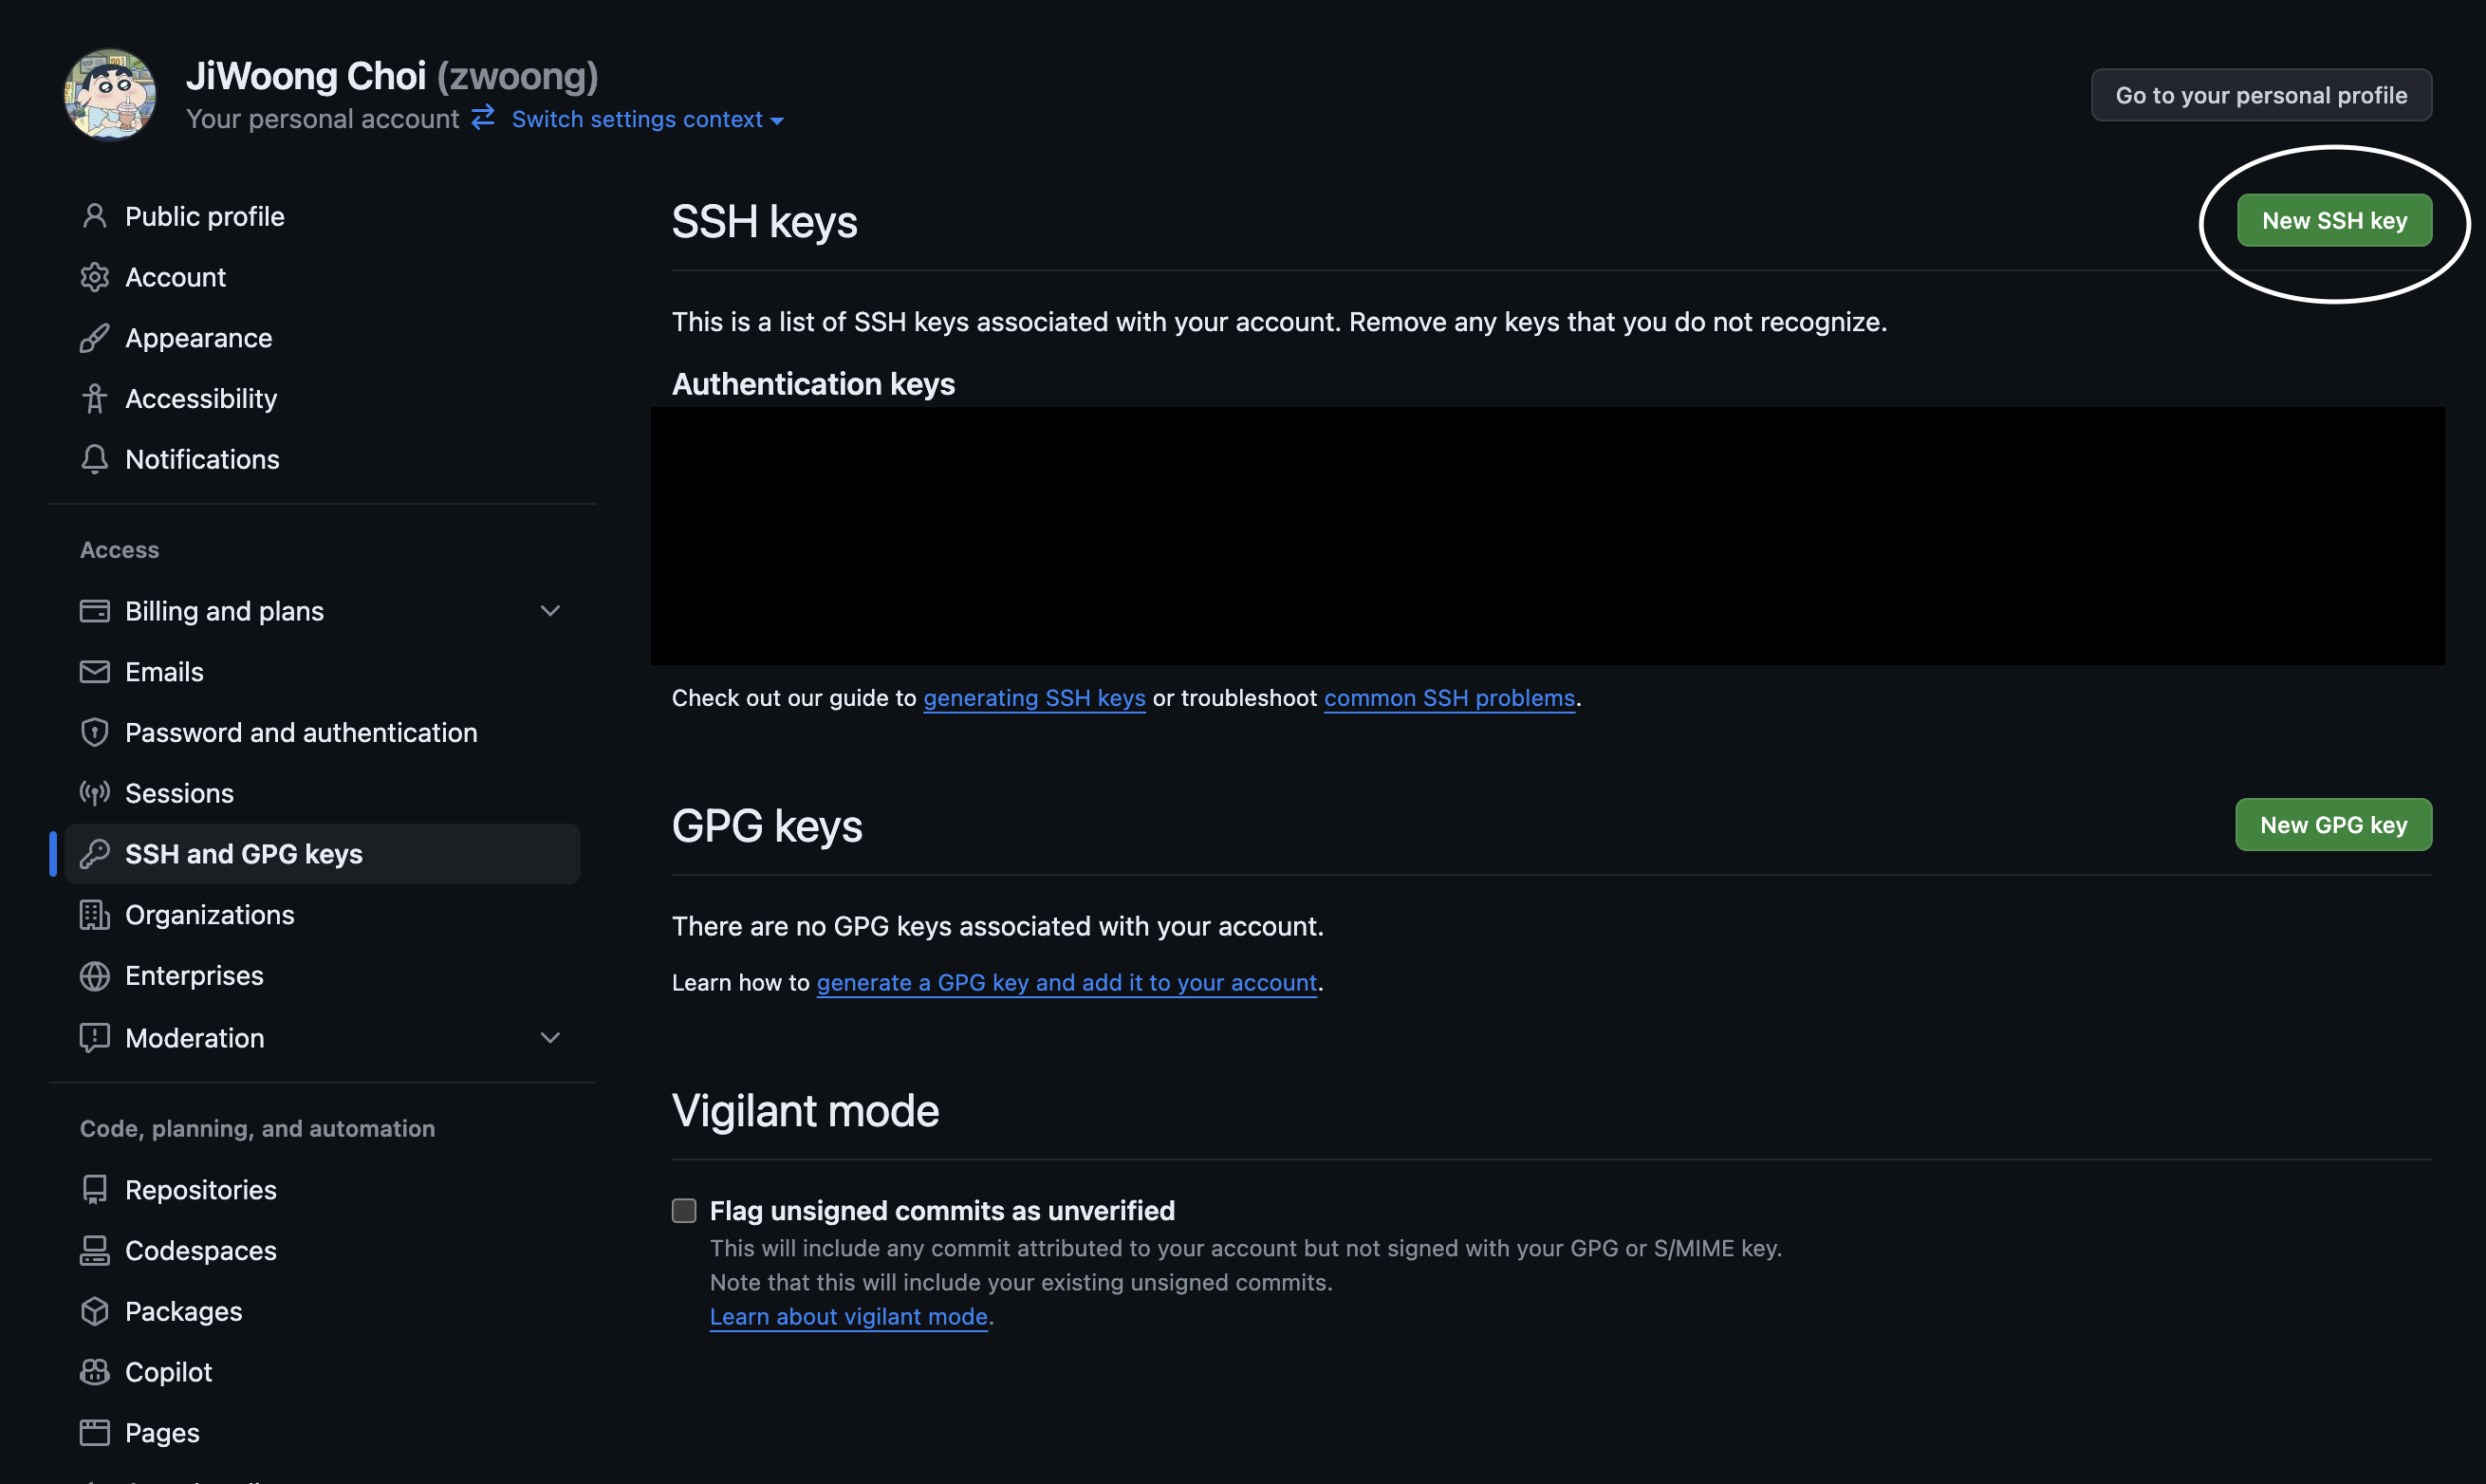 JiWoong Choi (zwoong)
Your personal account Switch settings context
Go to your personal profile
Public profile
Account
Appearance
Accessibility
Notifications
Access
Billing and plans
Emails
Password and authentication
Sessions
SSH and GPG keys
Organizations
Enterprises
Moderation
Code, planning, and automation
Repositories
Codespaces
Packages
Copilot
Pages
SSH keys
New SSH key
This is a list of SSH keys associated with your account. Remove any keys that you do not recognize.
Authentication keys
Check out our guide to generating SSH keys or troubleshoot common SSH problems.
GPG keys
New GPG key
There are no GPG keys associated with your account.
Learn how to generate a GPG key and add it to your account.
Vigilant mode
Flag unsigned commits as unverified
This will include any commit attributed to your account but not signed with your GPG or S/MIME key.
Note that this will include your existing unsigned commits.
Learn about vigilant mode.